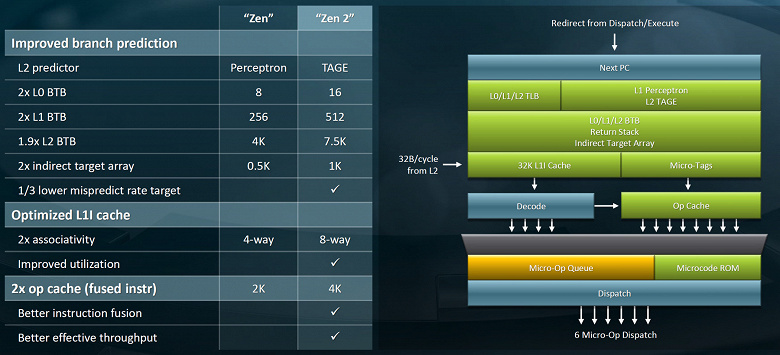 “Zen” “Zen 2”
Improved branch prediction
L2 predictor Perceptron TAGE
2x L0 BTB 8 16
2x L1 BTB 256 512
1.9x L2 BTB 4K 7.5K
2x indirect target array 0.5K 1K
1/3 lower mispredict rate target ✓
Optimized L1I cache
2x associativity 4-way 8-way
Improved utilization ✓
2x op cache (fused instr) 2K 4K
Better instruction fusion ✓
Better effective throughput ✓
Redirect from Dispatch/Execute
Next PC
L0/L1/L2 TLB
L1 Perceptron
L2 TAGE
L0/L1/L2 BTB
Return Stack
Indirect Target Array
32B/cycle
from L2
32K L1I Cache
Micro-Tags
Decode
Op Cache
Micro-Op Queue
Microcode ROM
Dispatch
6 Micro-Op Dispatch